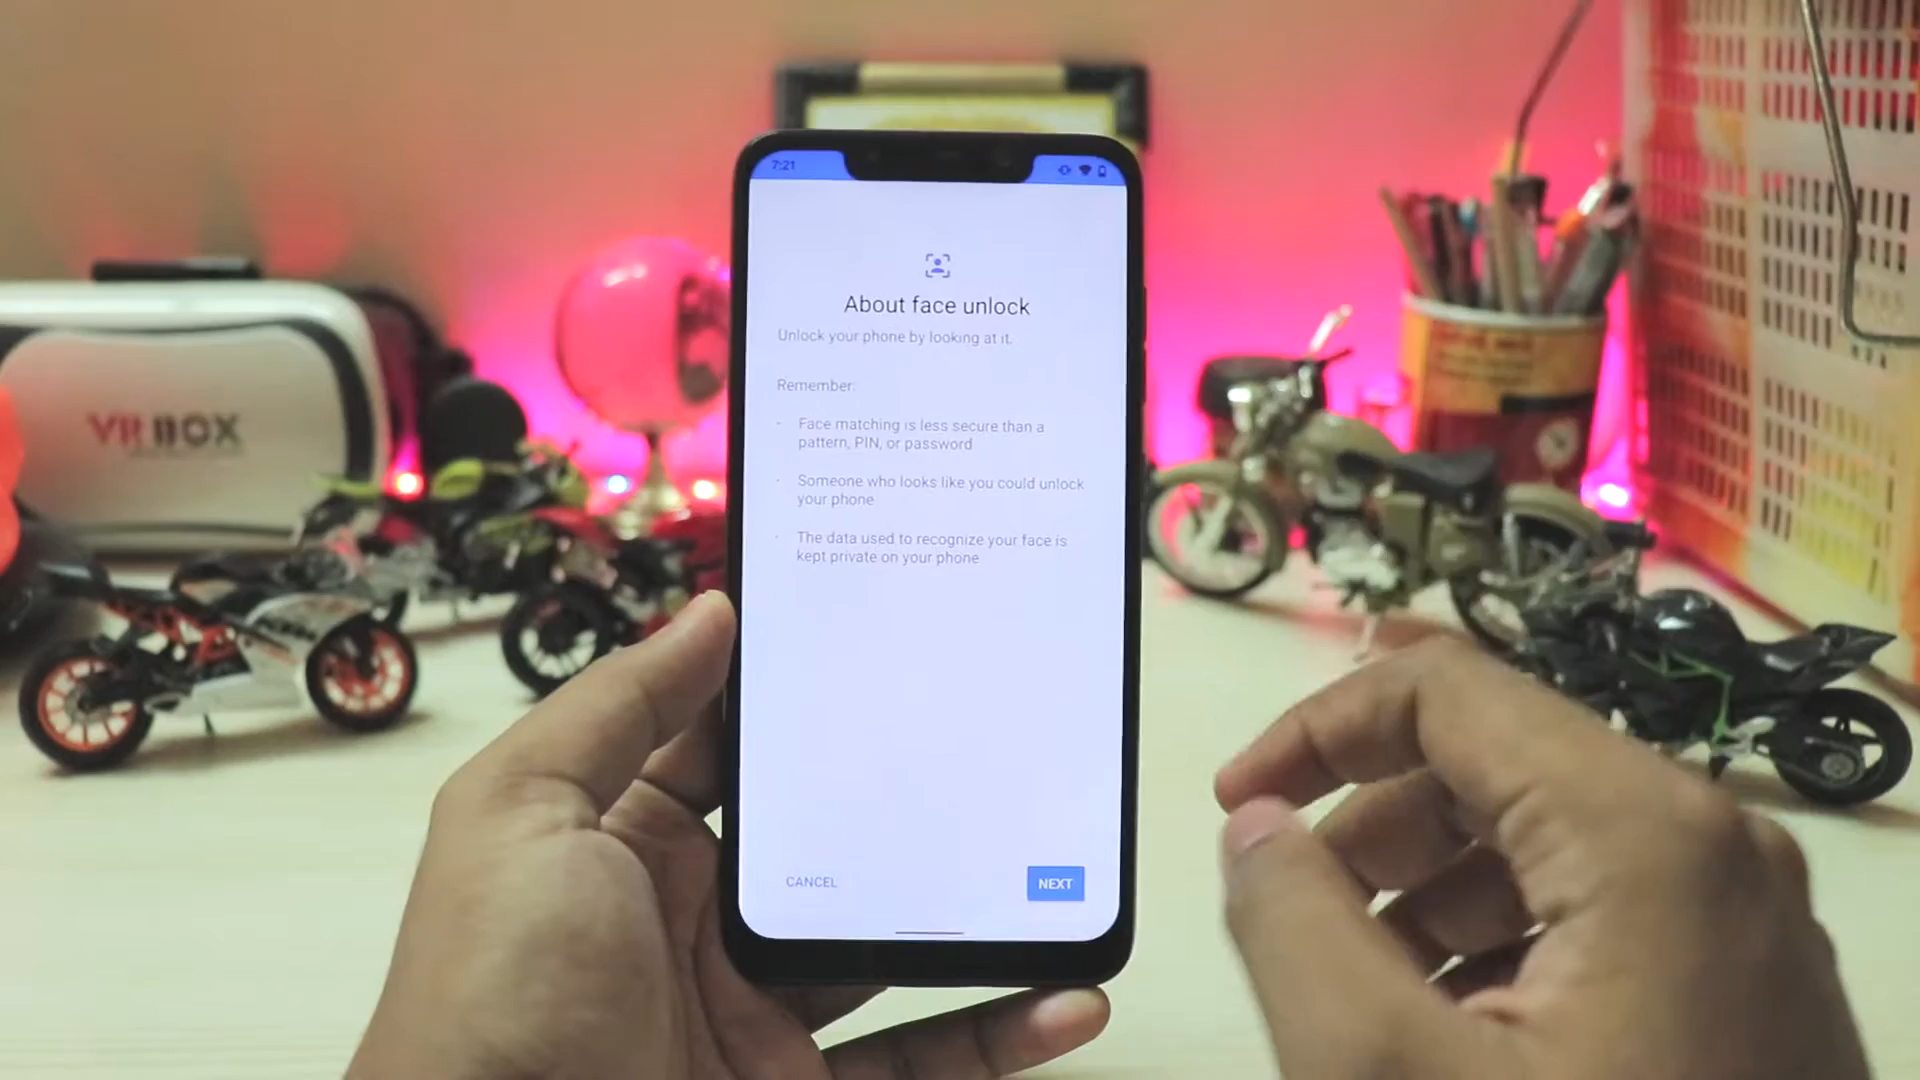 7:21
About face unlock
Unlock your phone by looking at it.
Remember:
- Face matching is less secure than a
pattern, PIN, or password
- Someone who looks like you could unlock
your phone
- The data used to recognize your face is
kept private on your phone
CANCEL
NEXT
VR BOX